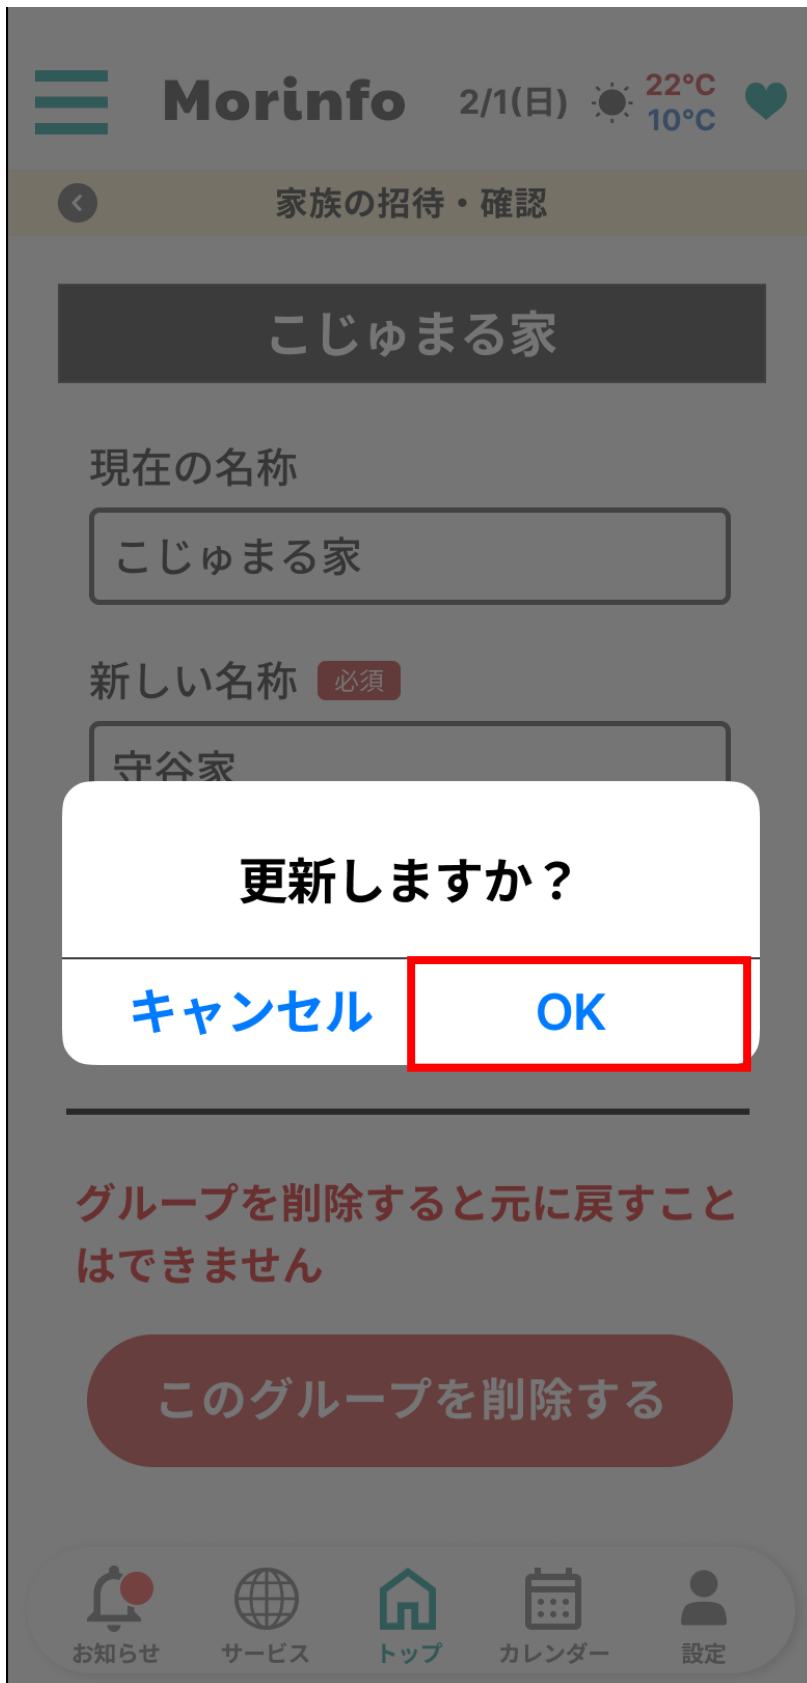 Morinfo 2/1(日) 22°C
10°C
家族の招待・確認
こじゅまる家
現在の名称
こじゅまる家
新しい名称 必須
守谷家
更新しますか？
キャンセル OK
グループを削除すると元に戻すこと
はできません
このグループを削除する
お知らせ サービス トップ カレンダー 設定